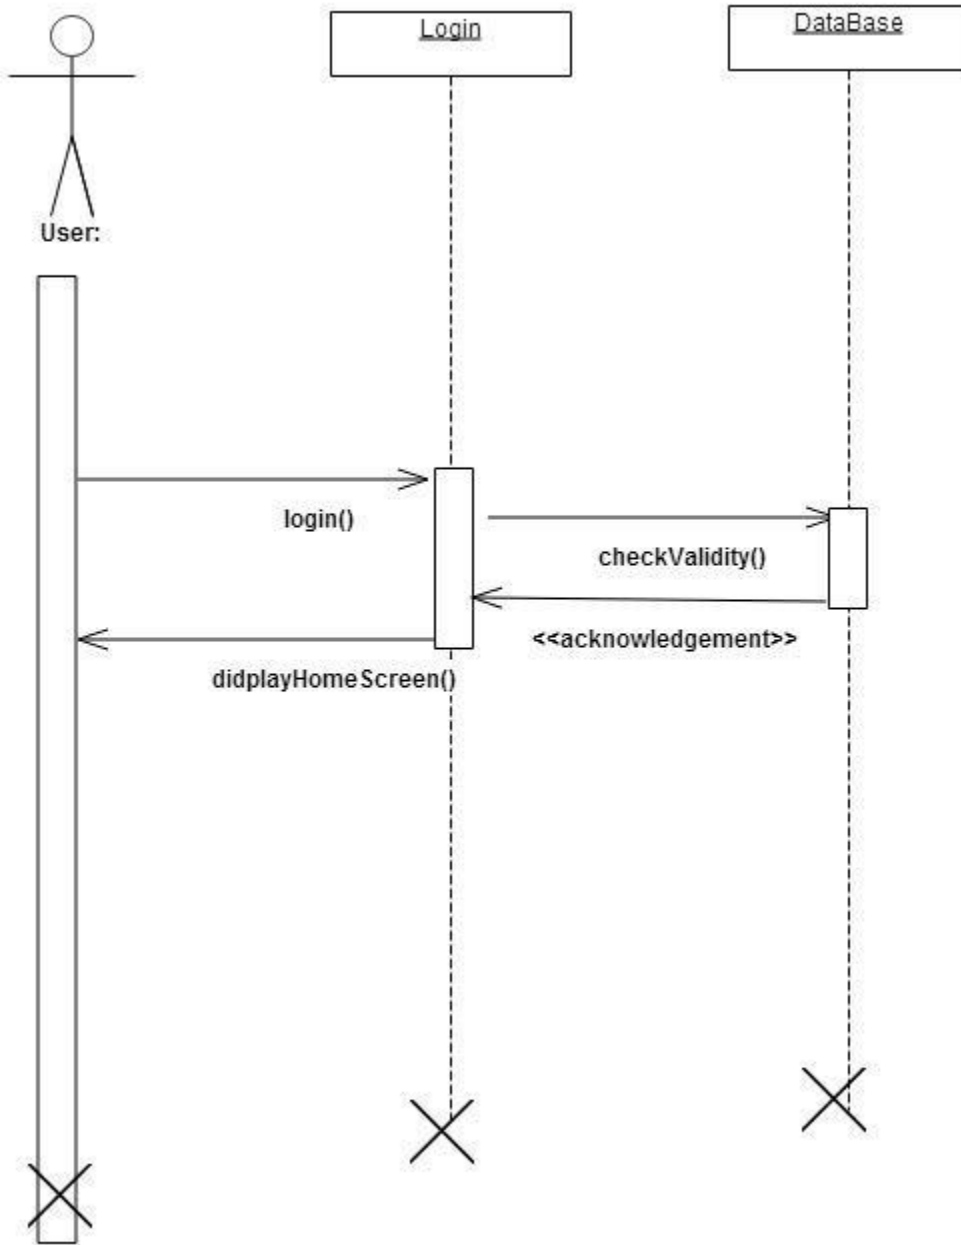 Login
DataBase
User:
login()
checkValidity()
<<acknowledgement>>
didplayHomeScreen()